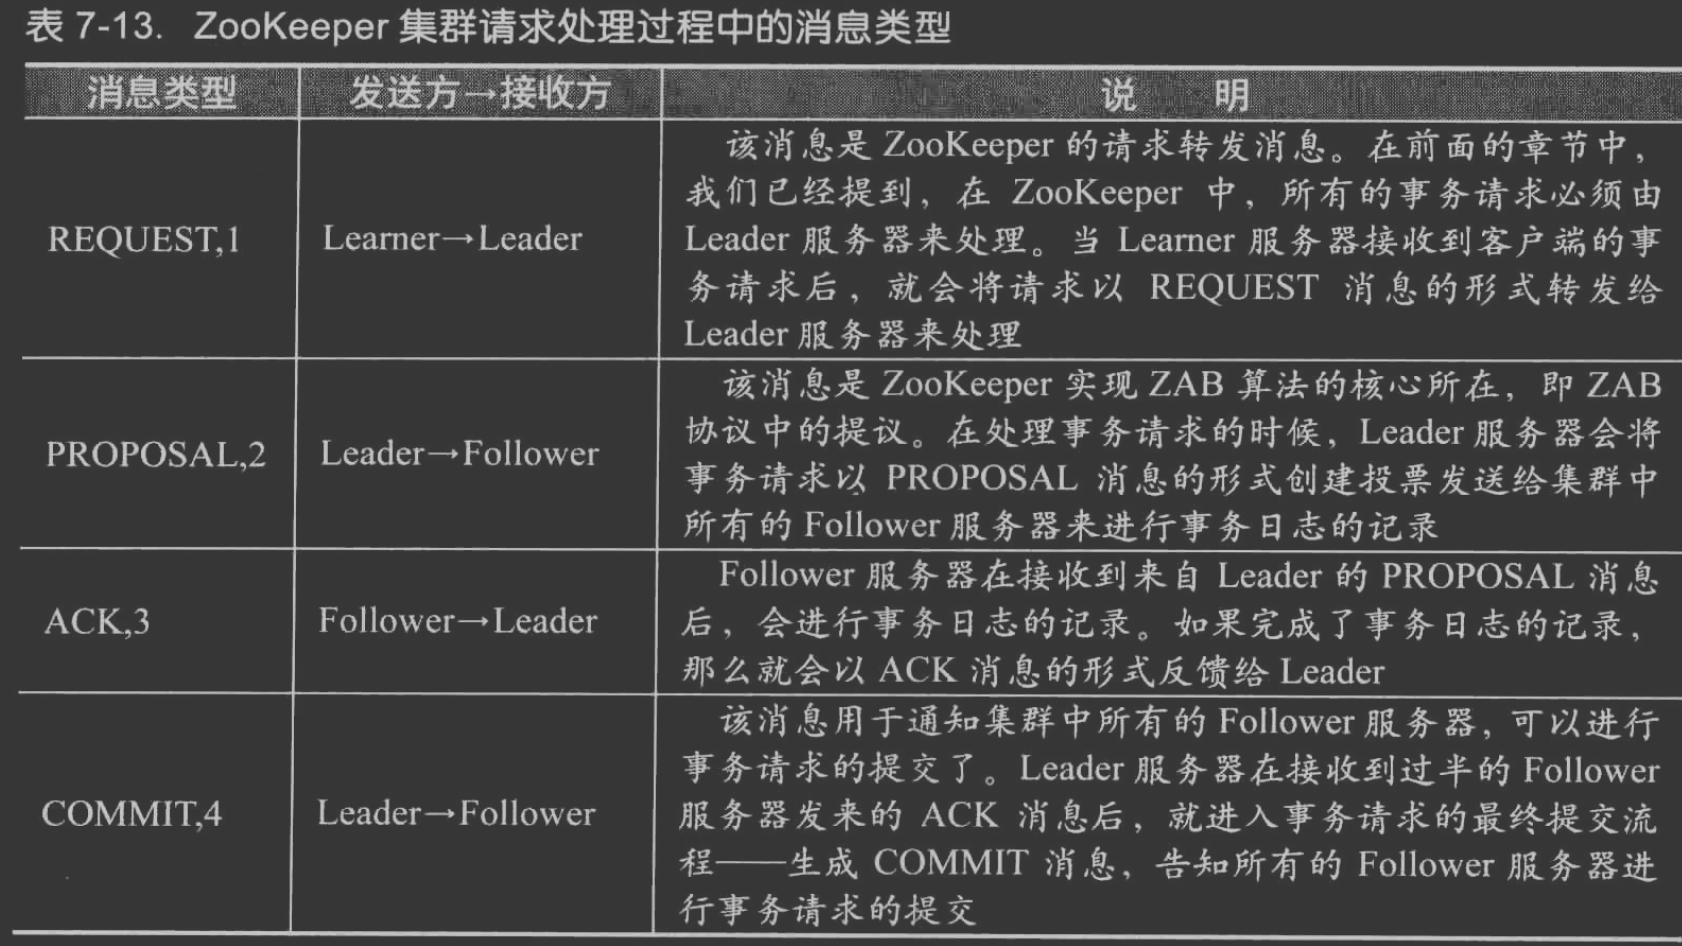 表 7-13. ZooKeeper 集群请求处理过程中的消息类型
消息类型 发送方→接收方 说 明
REQUEST,1 Learner→Leader
该消息是 ZooKeeper 的请求转发消息。在前面的章节中，
我们已经提到，在 ZooKeeper 中，所有的事务请求必须由
Leader 服务器来处理。当 Learner 服务器接收到客户端的事
务请求后，就会将请求以 REQUEST 消息的形式转发给
Leader 服务器来处理
PROPOSAL,2 Leader→Follower
该消息是 ZooKeeper 实现 ZAB 算法的核心所在，即 ZAB
协议中的提议。在处理事务请求的时候，Leader 服务器会将
事务请求以 PROPOSAL 消息的形式创建投票发送给集群中
所有的 Follower 服务器来进行事务日志的记录
ACK,3 Follower→Leader
Follower 服务器在接收到来自 Leader 的 PROPOSAL 消息
后，会进行事务日志的记录。如果完成了事务日志的记录，
那么就会以 ACK 消息的形式反馈给 Leader
COMMIT,4 Leader→Follower
该消息用于通知集群中所有的 Follower 服务器，可以进行
事务请求的提交了。Leader 服务器在接收到过半的 Follower
服务器发来的 ACK 消息后，就进入事务请求的最终提交流
程——生成 COMMIT 消息，告知所有的 Follower 服务器进
行事务请求的提交